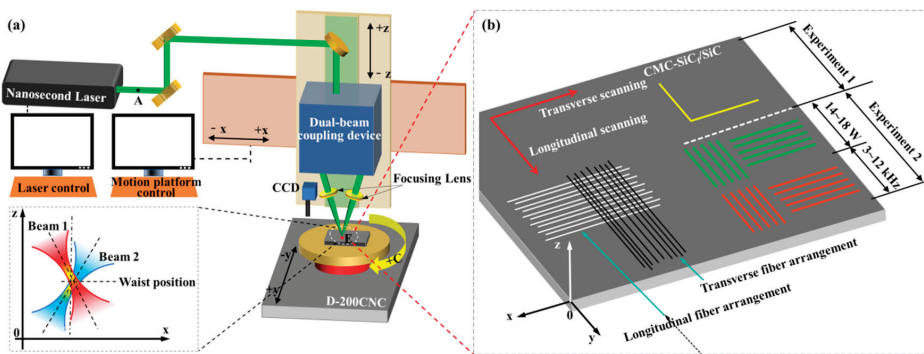 (a)
+z
- z
Nanosecond Laser
A
- x
+x
Dual-beam
coupling device
Laser control
Motion platform
control
CCD
Focusing Lens
E
-y
+y
+C
D-200CNC
z
Beam 1
Beam 2
Waist position
0
x
(b)
CMC-SiCf/SiC
Experiment 1
Transverse scanning
Longitudinal scanning
14~18 W
Experiment 2
3~12 kHz
z
x
0
y
Transverse fiber arrangement
Longitudinal fiber arrangement